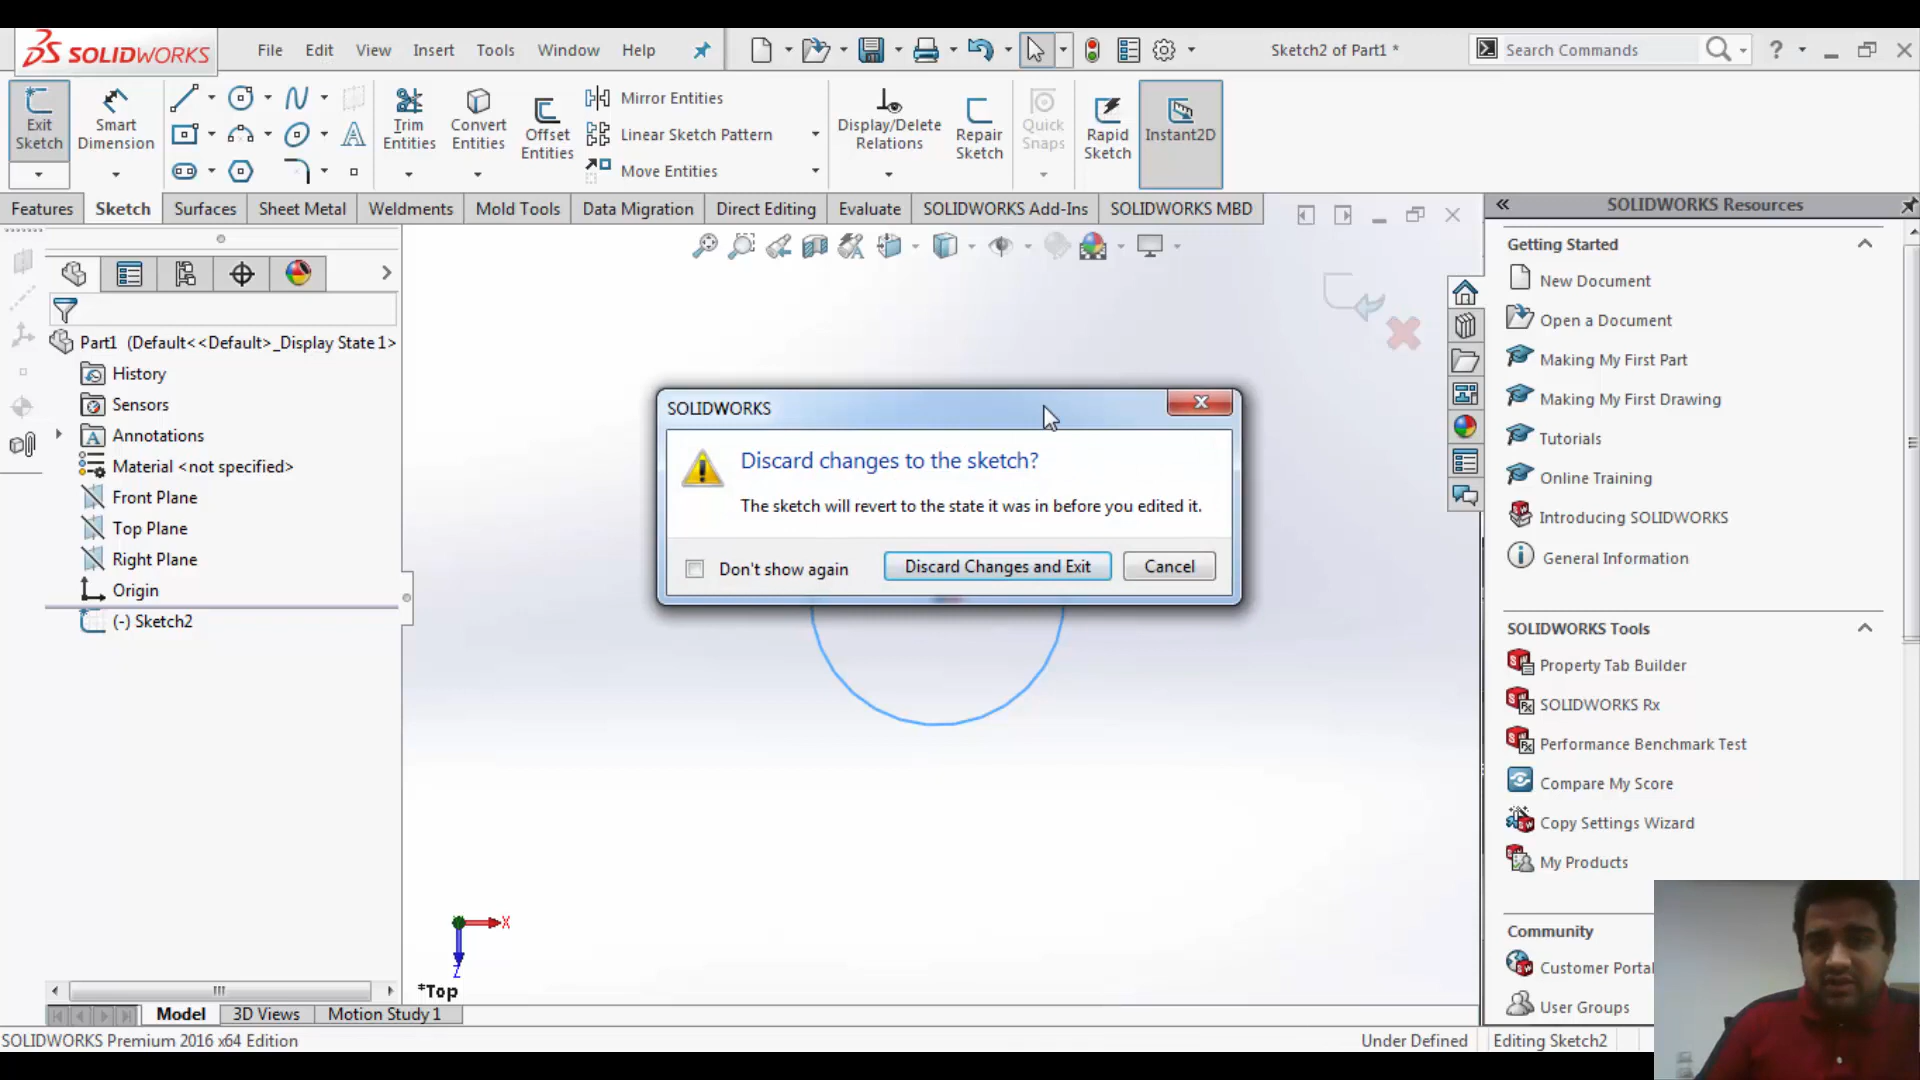 SOLIDWORKS
File Edit View Insert Tools Window Help
Sketch2 of Part1 *
Search Commands
Exit Sketch
Smart Dimension
Trim Entities
Convert Entities
Offset Entities
Mirror Entities
Linear Sketch Pattern
Move Entities
Display/Delete Relations
Repair Sketch
Quick Snaps
Rapid Sketch
Instant2D
Features Sketch Surfaces Sheet Metal Weldments Mold Tools Data Migration Direct Editing Evaluate SOLIDWORKS Add-Ins SOLIDWORKS MBD
Part1 (Default<<Default>_Display State 1>
History
Sensors
Annotations
Material <not specified>
Front Plane
Top Plane
Right Plane
Origin
(-) Sketch2
SOLIDWORKS
Discard changes to the sketch?
The sketch will revert to the state it was in before you edited it.
Don't show again
Discard Changes and Exit
Cancel
X
Z
*Top
SOLIDWORKS Resources
Getting Started
New Document
Open a Document
Making My First Part
Making My First Drawing
Tutorials
Online Training
Introducing SOLIDWORKS
General Information
SOLIDWORKS Tools
Property Tab Builder
SOLIDWORKS Rx
Performance Benchmark Test
Compare My Score
Copy Settings Wizard
My Products
Community
Customer Portal
User Groups
Model 3D Views Motion Study 1
SOLIDWORKS Premium 2016 x64 Edition
Under Defined
Editing Sketch2